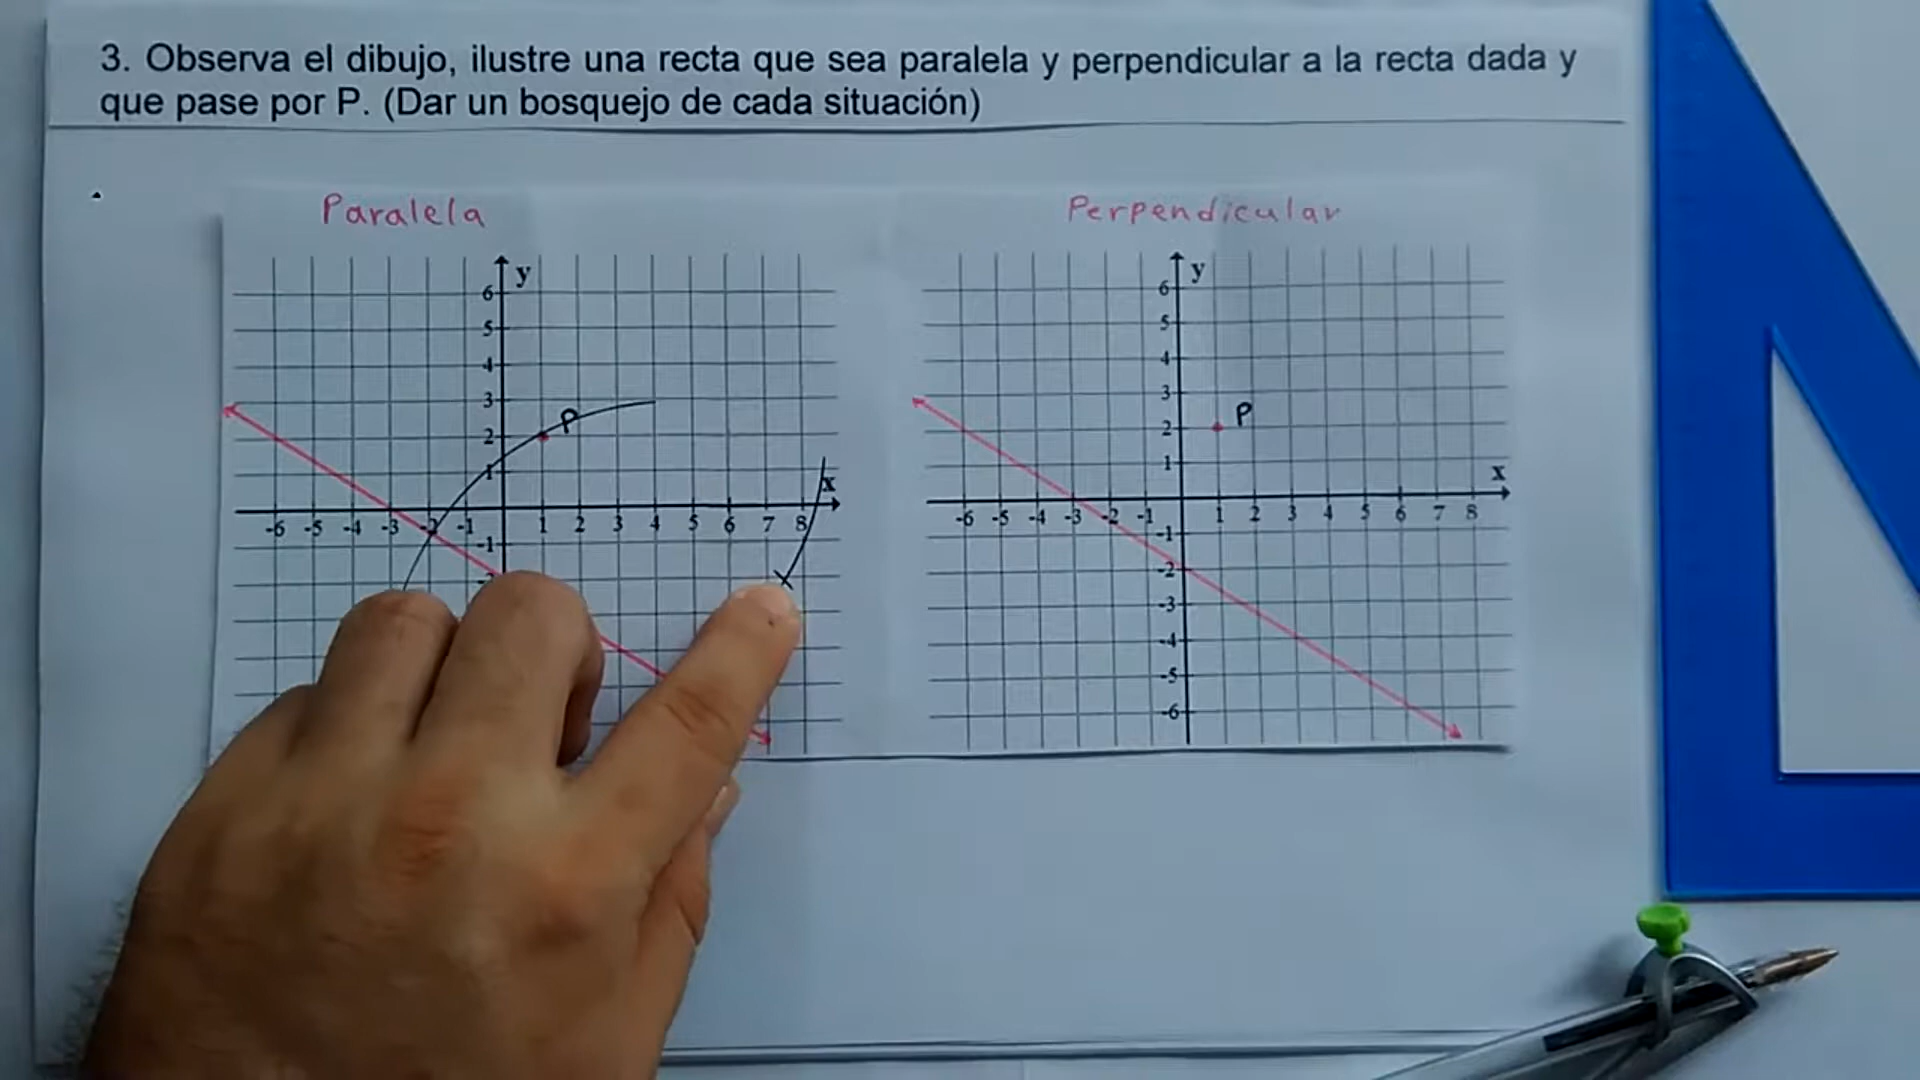 3. Observa el dibujo, ilustre una recta que sea paralela y perpendicular a la recta dada y
que pase por P. (Dar un bosquejo de cada situación)
Paralela
y
6
5
4
3
2
1
P
x
-6 -5 -4 -3 -2 -1 1 2 3 4 5 6 7 8
-1
-2
Perpendicular
y
6
5
4
3
2
1
P
x
-6 -5 -4 -3 -2 -1 1 2 3 4 5 6 7 8
-1
-2
-3
-4
-5
-6